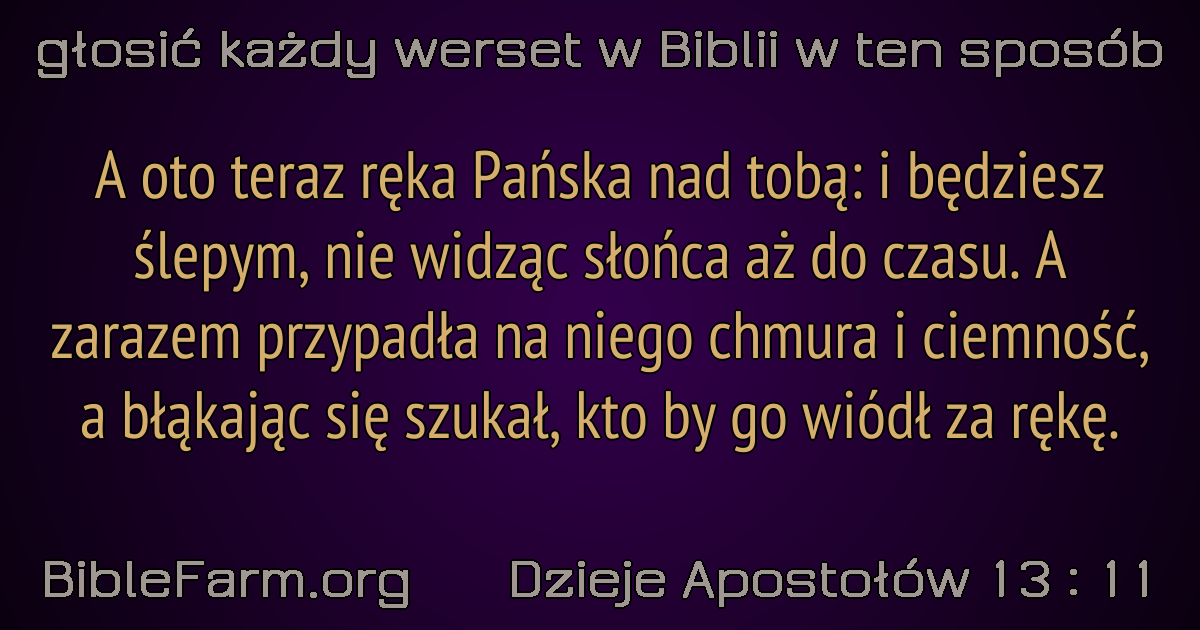 głosić każdy werset w Biblii w ten sposób
A oto teraz ręka Pańska nad tobą: i będziesz
ślepym, nie widząc słońca aż do czasu. A
zarazem przypadła na niego chmura i ciemność,
a błąkając się szukał, kto by go wiódł za rękę.
BibleFarm.org Dzieje Apostołów 13 : 11